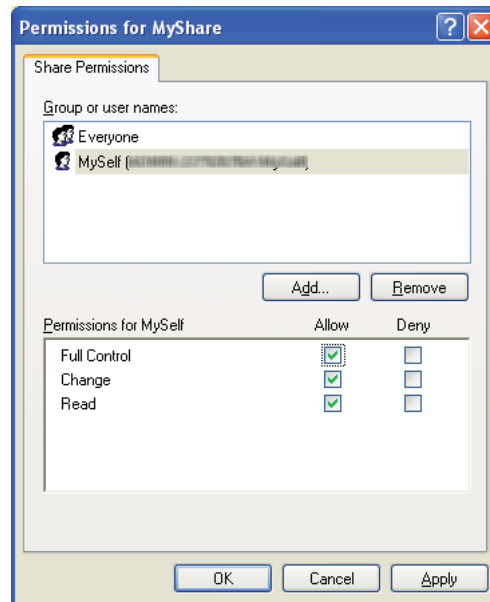 Permissions for MyShare
Share Permissions
Group or user names:
Everyone
MySelf (
Add... Remove
Permissions for MySelf Allow Deny
Full Control
Change
Read
OK Cancel Apply